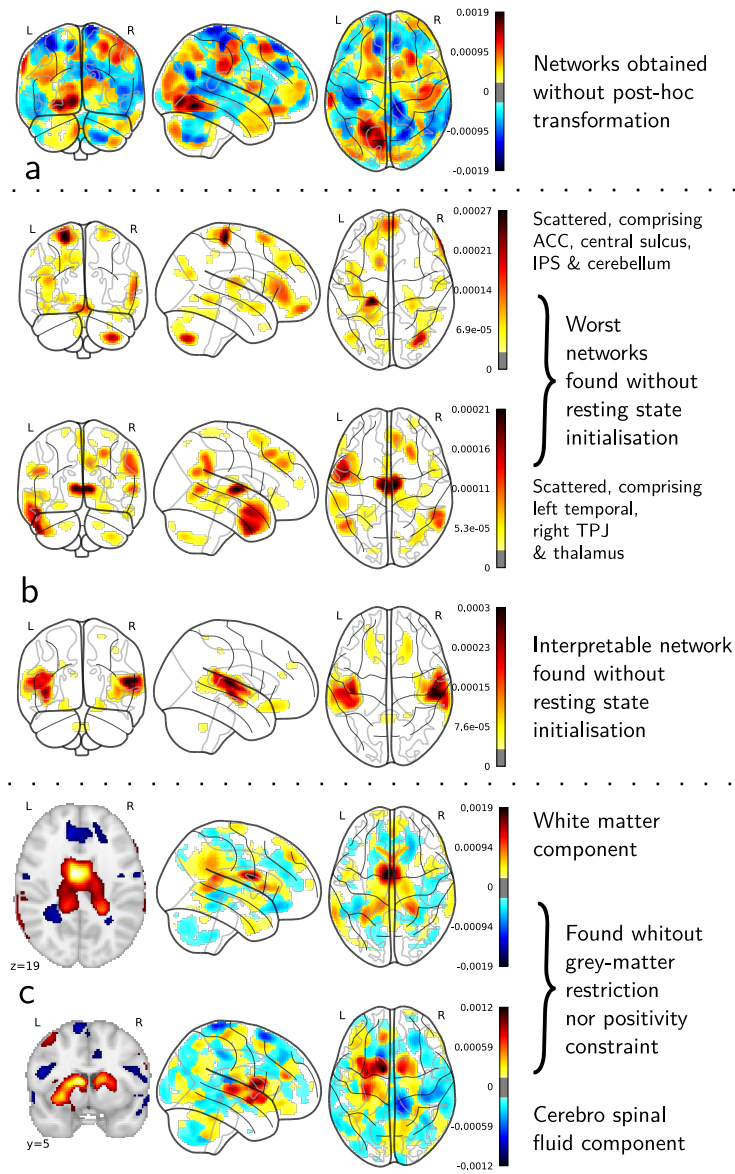 L
R
0.0019
0.00095
0
-0.00095
-0.0019
Networks obtained
without post-hoc
transformation
a
L
R
0.00027
0.00021
0.00014
6.9e-05
0
Scattered, comprising
ACC, central sulcus,
IPS & cerebellum
Worst
networks
found without
resting state
initialisation
L
R
0.00021
0.00016
0.00011
5.3e-05
0
Scattered, comprising
left temporal,
right TPJ
& thalamus
b
L
R
L
R
0.0003
0.00023
0.00015
7.6e-05
0
Interpretable network
found without
resting state
initialisation
L
R
z=19
L
R
0.0019
0.00094
0
-0.00094
-0.0019
White matter
component
Found whitout
grey-matter
restriction
nor positivity
constraint
c
L
R
y=5
L
R
0.0012
0.00059
0
-0.00059
-0.0012
Cerebro spinal
fluid component